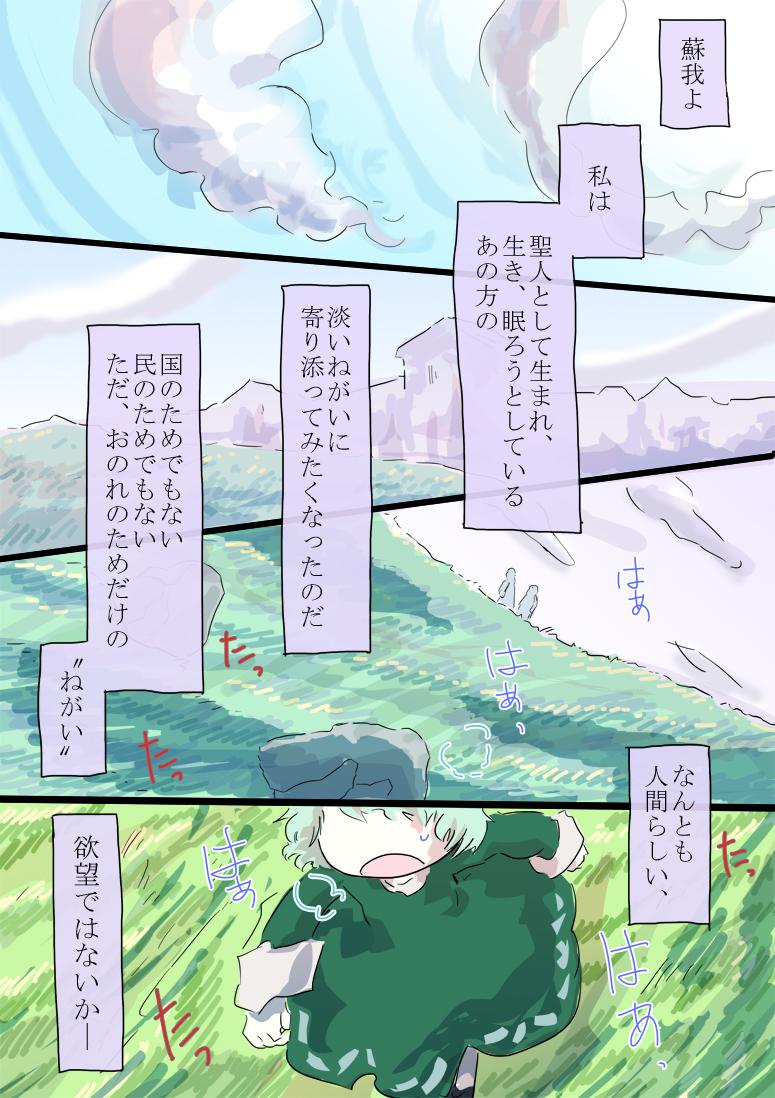 蘇我よ
私は
聖人として生まれ、
生き、眠ろうとしている
あの方の
淡いねがいに
寄り添ってみたくなったのだ
国のためでもない
民のためでもない
ただ、おのれのためだけの
〝ねがい〟
はぁ
はぁ、
たっ
たっ
なんとも
人間らしい、
たっ
はぁ
はぁ、
たっ
欲望ではないか―